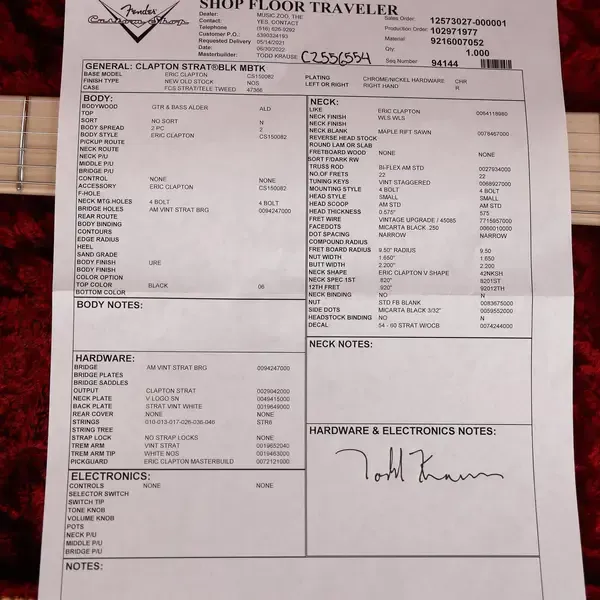 Fender
Custom Shop
SHOP FLOOR TRAVELER
Dealer: MUSIC ZOO, THE
Contact: YES, CONTACT
Telephone (516) 626-9292
Customer P.O.: 5390324193
Requested Delivery 05/14/2021
Date: 06/30/2022
Masterbuilder: TODD KRAUSE CZ556554
Sales Order: 12573027-000001
Production Order: 102971977
Material 9216007052
Qty 1.000
Seq Number 94144
GENERAL: CLAPTON STRAT®BLK MBTK
BASE MODEL ERIC CLAPTON CS150082
FINISH TYPE NEW OLD STOCK NOS
CASE FCS STRAT/TELE TWEED 47366
PLATING CHROME/NICKEL HARDWARE CHR
LEFT OR RIGHT RIGHT HAND R
BODY:
BODYWOOD GTR & BASS ALDER ALD
TOP
SORT NO SORT N
BODY SPREAD 2 PC 2
BODY STYLE ERIC CLAPTON CS150082
PICKUP ROUTE
NECK ROUTE
NECK P/U
MIDDLE P/U
BRIDGE P/U
CONTROL NONE NONE
ACCESSORY ERIC CLAPTON CS150082
F-HOLE
NECK MTG.HOLES 4 BOLT 4 BOLT
BRIDGE HOLES AM VINT STRAT BRG 0094247000
REAR ROUTE
BODY BINDING
CONTOURS
EDGE RADIUS
HEEL
SAND GRADE
BODY FINISH URE
BODY FINISH
COLOR OPTION
TOP COLOR BLACK 06
BOTTOM COLOR
BODY NOTES:
HARDWARE:
BRIDGE AM VINT STRAT BRG 0094247000
BRIDGE PLATES
BRIDGE SADDLES
OUTPUT CLAPTON STRAT 0029042000
NECK PLATE V LOGO SN 0049415000
BACK PLATE STRAT VINT WHITE 0019649000
REAR COVER NONE NONE
STRINGS 010-013-017-026-036-046 STR6
STRING TREE
STRAP LOCK NO STRAP LOCKS NONE
TREM ARM VINT STRAT 0019652040
TREM ARM TIP WHITE NOS 0019463000
PICKGUARD ERIC CLAPTON MASTERBUILD 0072121000
ELECTRONICS:
CONTROLS NONE NONE
SELECTOR SWITCH
SWITCH TIP
TONE KNOB
VOLUME KNOB
POTS
NECK P/U
MIDDLE P/U
BRIDGE P/U
NOTES:
NECK:
LIKE ERIC CLAPTON 0064118980
NECK FINISH WLS WLS
NECK FINISH
NECK BLANK MAPLE RIFT SAWN 0078467000
REVERSE HEAD STOCK
ROUND LAM OR SLAB
FRETBOARD WOOD NONE NONE
SORT F/DARK RW
TRUSS ROD BI-FLEX AM STD 0027934000
NO.OF FRETS 22 22
TUNING KEYS VINT STAGGERED 0068927000
MOUNTING STYLE 4 BOLT 4 BOLT
HEAD STYLE SMALL SMALL
HEAD SCOOP AM STD AM STD
HEAD THICKNESS 0.575" 575
FRET WIRE VINTAGE UPGRADE / 45085 7715957000
FACEDOTS MICARTA BLACK .250 0060010000
DOT SPACING NARROW NARROW
COMPOUND RADIUS
FRET BOARD RADIUS 9.50" RADIUS 9.50
NUT WIDTH 1.650" 1.650
BUTT WIDTH 2.200" 2.200
NECK SHAPE ERIC CLAPTON V SHAPE 42NKSH
NECK SPEC 1ST .820" 8201ST
12TH FRET .920" 92012TH
NECK BINDING NO N
NUT STD FB BLANK 0083675000
SIDE DOTS MICARTA BLACK 3/32" 0059552000
HEADSTOCK BINDING NO N
DECAL 54 - 60 STRAT W/OCB 0074244000
NECK NOTES:
HARDWARE & ELECTRONICS NOTES:
Todd Krause